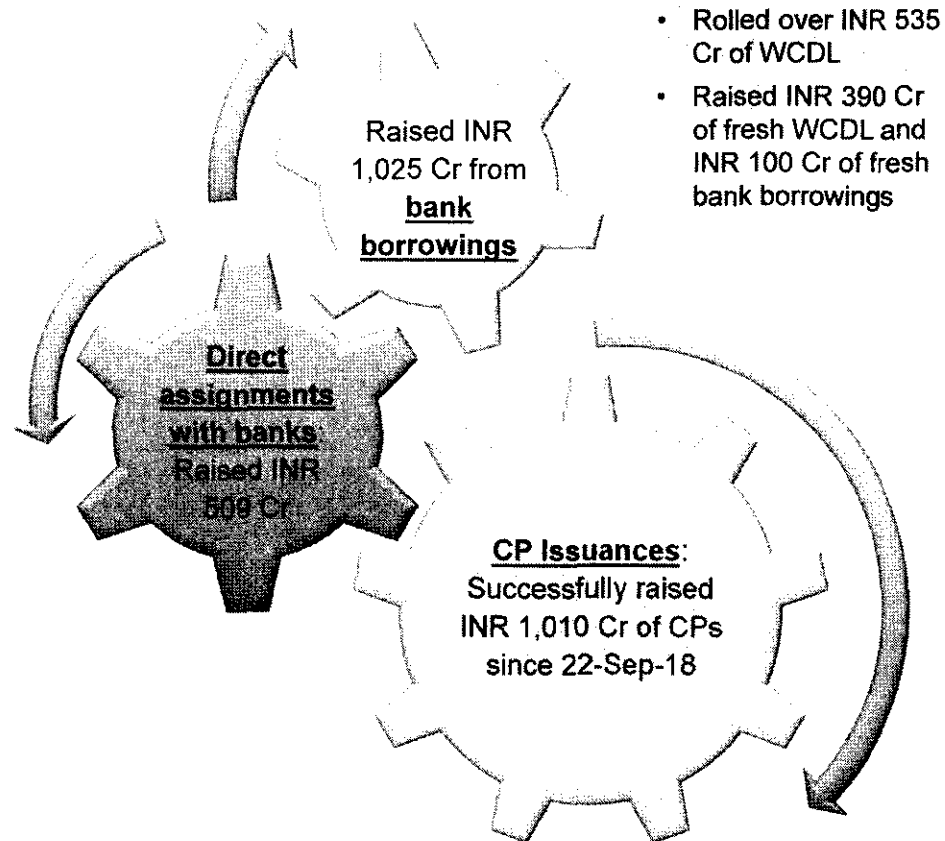 • Rolled over INR 535
Cr of WCDL
• Raised INR 390 Cr
of fresh WCDL and
INR 100 Cr of fresh
bank borrowings
Raised INR
1,025 Cr from
bank
borrowings
Direct
assignments
with banks:
Raised INR
509 Cr
CP Issuances:
Successfully raised
INR 1,010 Cr of CPs
since 22-Sep-18